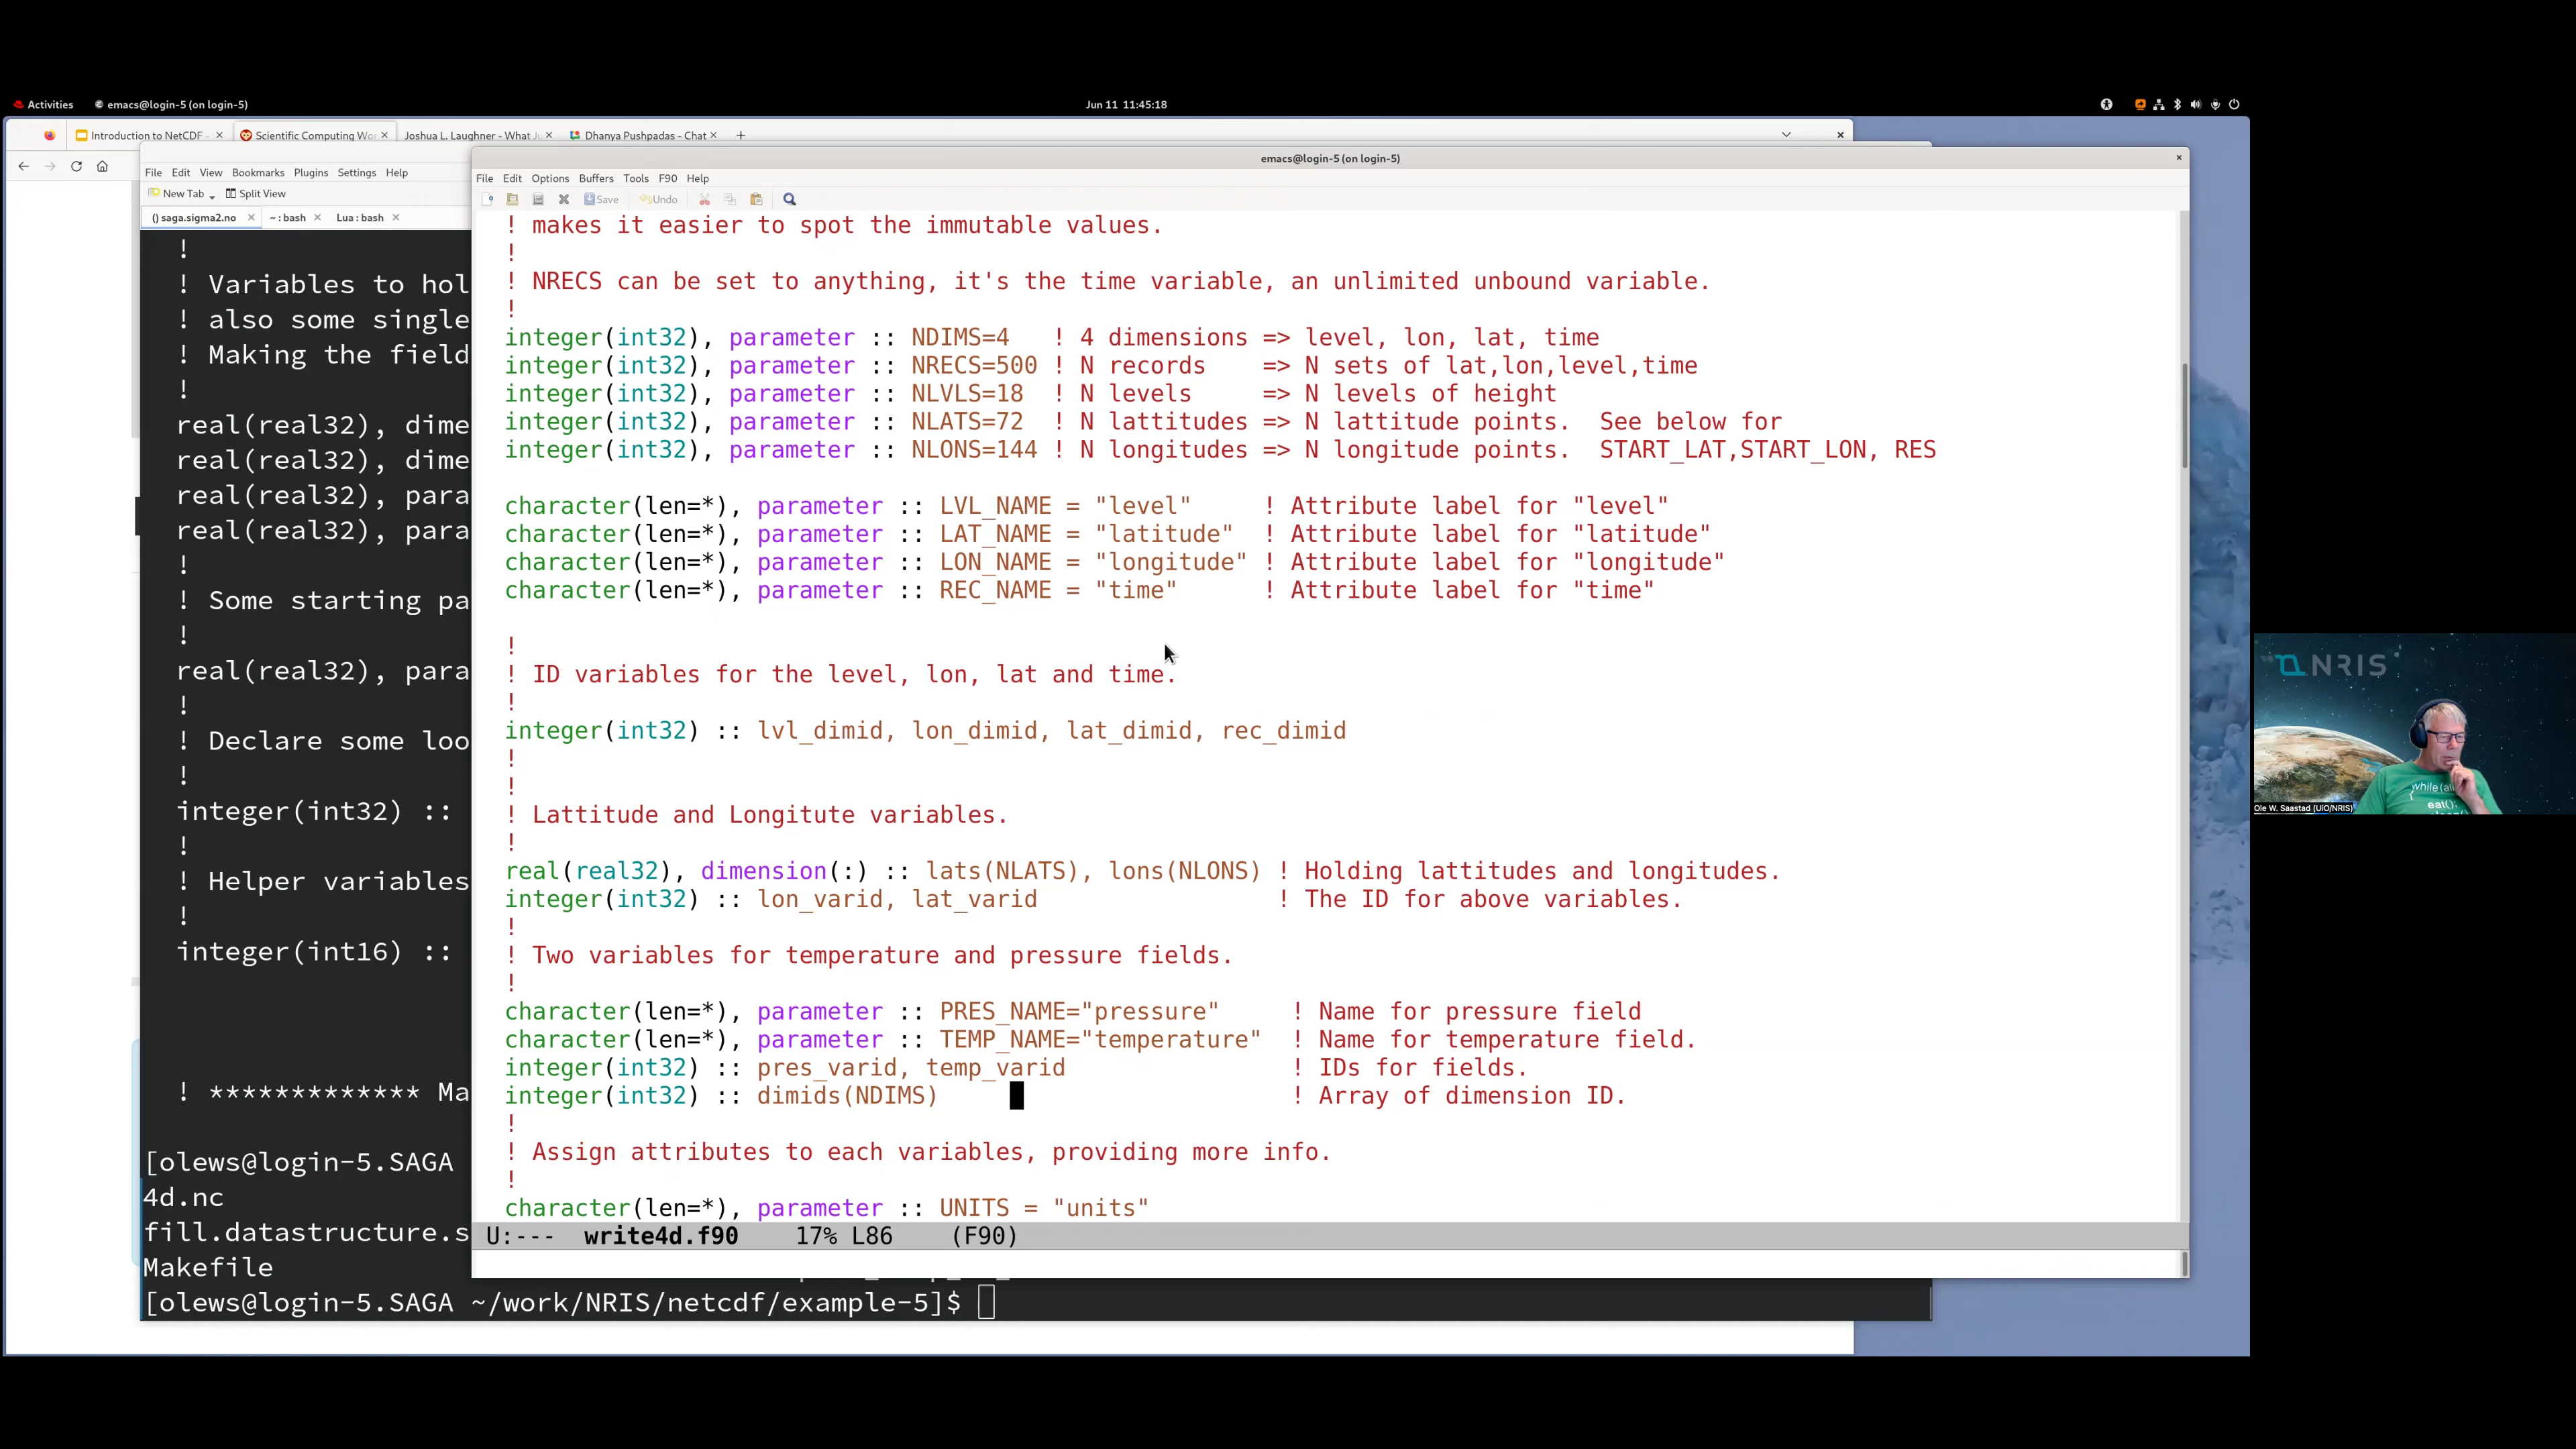 Activities emacs@login-5 (on login-5) Jun 11 11:45:18
Introduction to NetCDF - × Scientific Computing Wo × Joshua L. Laughner - What Ju × Dhanya Pushpadas - Chat × +
File Edit View Bookmarks Plugins Settings Help
New Tab Split View
() saga.sigma2.no × ~ : bash × Lua : bash ×
!
! Variables to hol
! also some single
! Making the field
!
real(real32), dime
real(real32), dime
real(real32), para
real(real32), para
!
! Some starting pa
!
real(real32), para
!
! Declare some loo
!
integer(int32) ::
!
! Helper variables
!
integer(int16) ::
! ************* Ma
[olews@login-5.SAGA
4d.nc
fill.datastructure.s
Makefile
[olews@login-5.SAGA ~/work/NRIS/netcdf/example-5]$
emacs@login-5 (on login-5) ×
File Edit Options Buffers Tools F90 Help
Save Undo
! makes it easier to spot the immutable values.
!
! NRECS can be set to anything, it's the time variable, an unlimited unbound variable.
!
integer(int32), parameter :: NDIMS=4 ! 4 dimensions => level, lon, lat, time
integer(int32), parameter :: NRECS=500 ! N records => N sets of lat,lon,level,time
integer(int32), parameter :: NLVLS=18 ! N levels => N levels of height
integer(int32), parameter :: NLATS=72 ! N lattitudes => N lattitude points. See below for
integer(int32), parameter :: NLONS=144 ! N longitudes => N longitude points. START_LAT,START_LON, RES
character(len=*), parameter :: LVL_NAME = "level" ! Attribute label for "level"
character(len=*), parameter :: LAT_NAME = "latitude" ! Attribute label for "latitude"
character(len=*), parameter :: LON_NAME = "longitude" ! Attribute label for "longitude"
character(len=*), parameter :: REC_NAME = "time" ! Attribute label for "time"
!
! ID variables for the level, lon, lat and time.
!
integer(int32) :: lvl_dimid, lon_dimid, lat_dimid, rec_dimid
!
!
! Lattitude and Longitute variables.
!
real(real32), dimension(:) :: lats(NLATS), lons(NLONS) ! Holding lattitudes and longitudes.
integer(int32) :: lon_varid, lat_varid ! The ID for above variables.
!
! Two variables for temperature and pressure fields.
!
character(len=*), parameter :: PRES_NAME="pressure" ! Name for pressure field
character(len=*), parameter :: TEMP_NAME="temperature" ! Name for temperature field.
integer(int32) :: pres_varid, temp_varid ! IDs for fields.
integer(int32) :: dimids(NDIMS) ! Array of dimension ID.
!
! Assign attributes to each variables, providing more info.
!
character(len=*), parameter :: UNITS = "units"
U:--- write4d.f90 17% L86 (F90)
NRIS
while(al
eat();
Ole W. Saastad (UiO/NRIS)